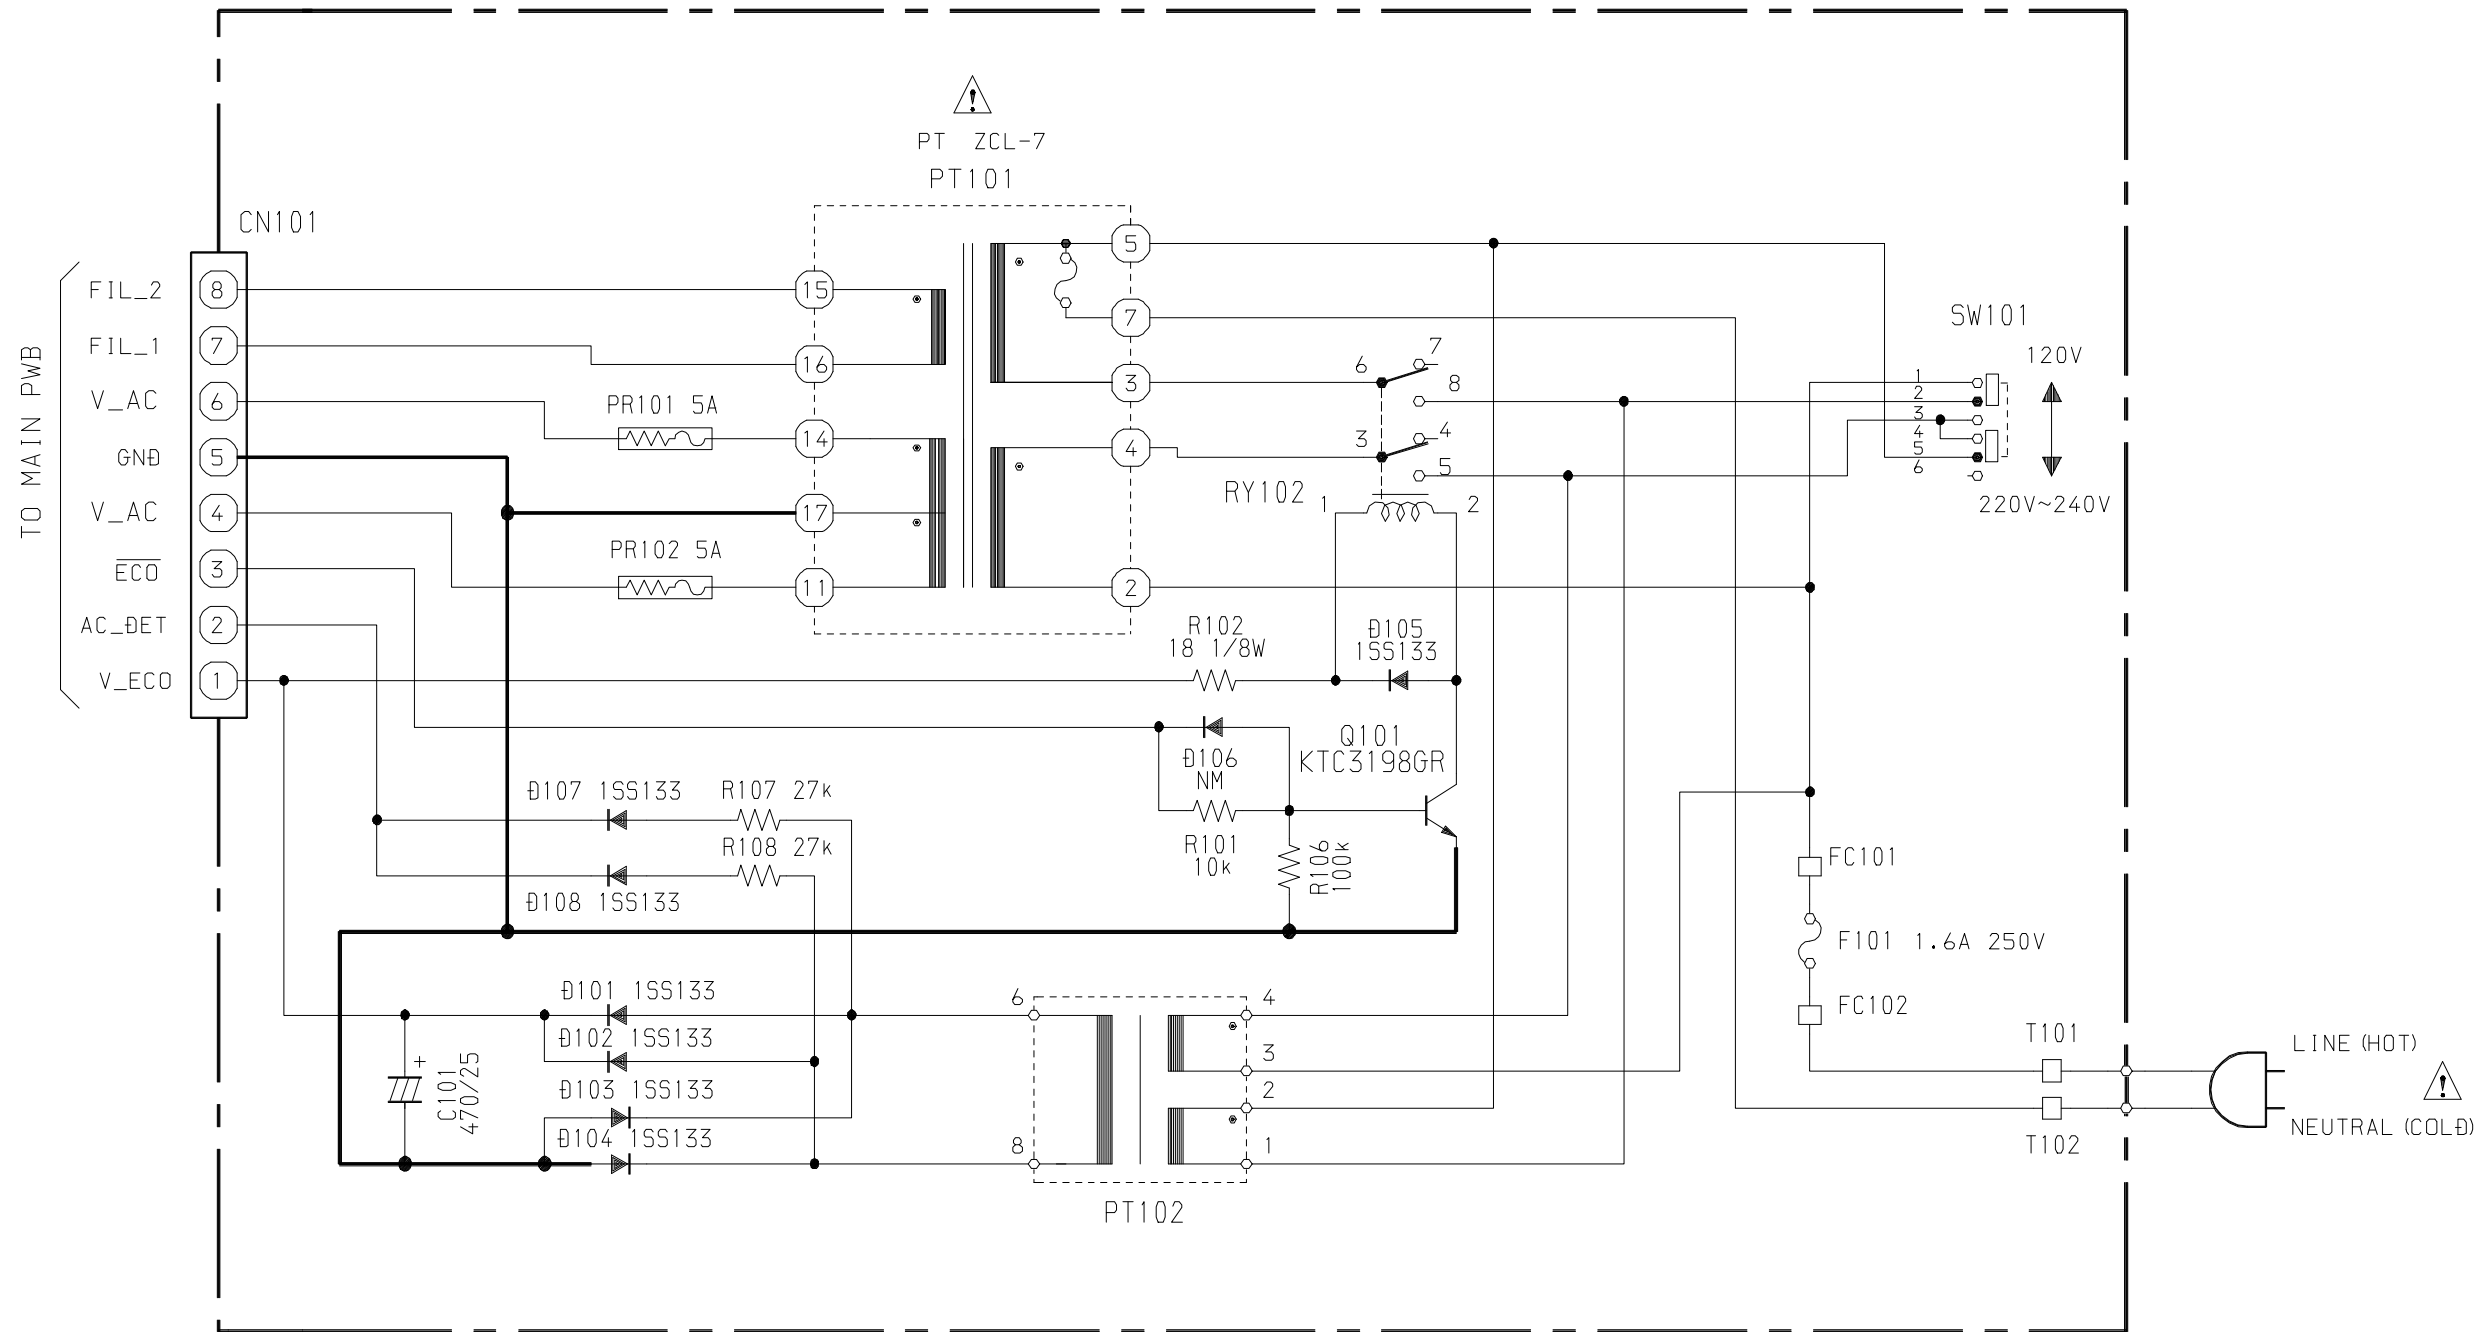 PT ZCL-7
PT101
CN101
TO MAIN PWB
FIL_2
8
FIL_1
7
V_AC
6
GND
5
V_AC
4
ECO
3
AC_DET
2
V_ECO
1
15
16
14
17
11
5
7
3
4
2
PR101 5A
PR102 5A
6
7
8
3
4
5
RY102
1
2
SW101
120V
1
2
3
4
5
6
220V~240V
R102
18 1/8W
D105
1SS133
D106
NM
Q101
KTC3198GR
R101
10k
R106
100k
D107 1SS133
R107 27k
R108 27k
D108 1SS133
FC101
F101 1.6A 250V
FC102
D101 1SS133
D102 1SS133
D103 1SS133
D104 1SS133
+
C101
470/25
6
8
4
3
2
1
PT102
T101
T102
LINE (HOT)
NEUTRAL (COLD)